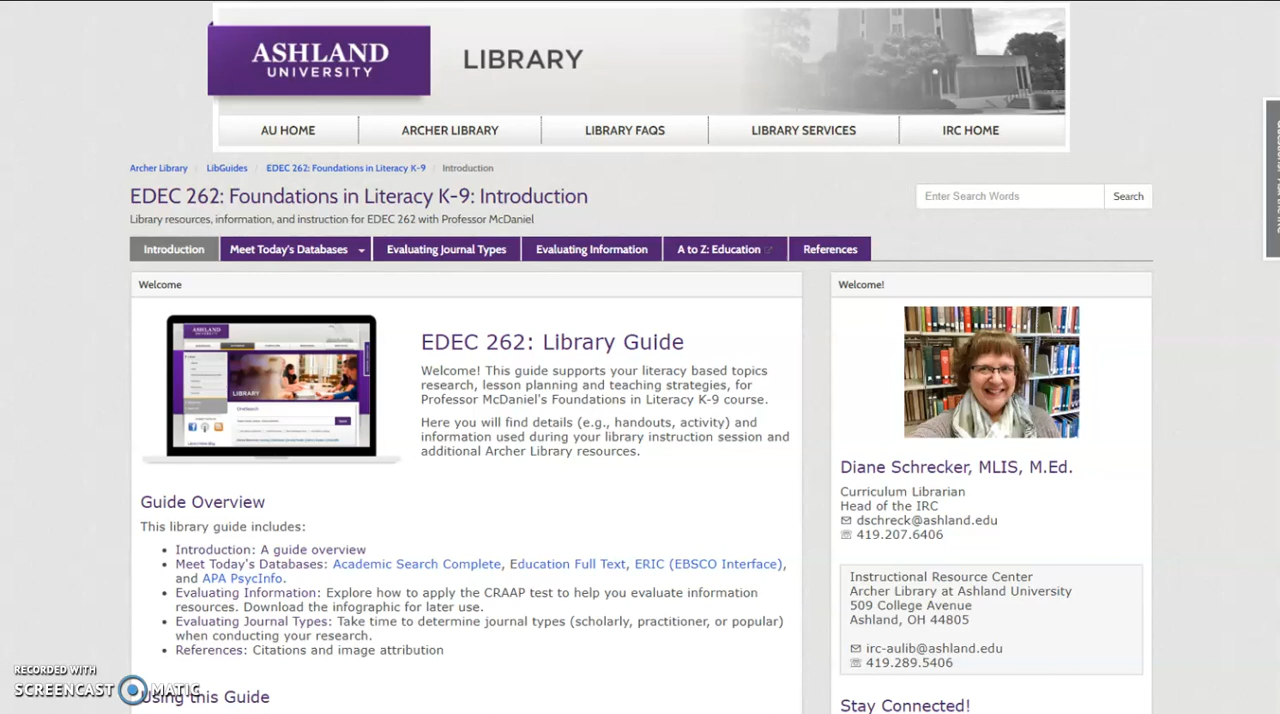 ASHLAND
UNIVERSITY
LIBRARY
AU HOME
ARCHER LIBRARY
LIBRARY FAQS
LIBRARY SERVICES
IRC HOME
Archer Library
LibGuides
EDEC 262: Foundations in Literacy K-9
Introduction
EDEC 262: Foundations in Literacy K-9: Introduction
Library resources, information, and instruction for EDEC 262 with Professor McDaniel
Enter Search Words
Search
Introduction
Meet Today's Databases
Evaluating Journal Types
Evaluating Information
A to Z: Education
References
Welcome
ASHLAND
LIBRARY
EDEC 262: Library Guide
Welcome! This guide supports your literacy based topics
research, lesson planning and teaching strategies, for
Professor McDaniel's Foundations in Literacy K-9 course.
Here you will find details (e.g., handouts, activity) and
information used during your library instruction session and
additional Archer Library resources.
Guide Overview
This library guide includes:
• Introduction: A guide overview
• Meet Today's Databases: Academic Search Complete, Education Full Text, ERIC (EBSCO Interface),
and APA PsycInfo.
• Evaluating Information: Explore how to apply the CRAAP test to help you evaluate information
resources. Download the infographic for later use.
• Evaluating Journal Types: Take time to determine journal types (scholarly, practitioner, or popular)
when conducting your research.
• References: Citations and image attribution
Using this Guide
Welcome!
Diane Schrecker, MLIS, M.Ed.
Curriculum Librarian
Head of the IRC
dschreck@ashland.edu
419.207.6406
Instructional Resource Center
Archer Library at Ashland University
509 College Avenue
Ashland, OH 44805
irc-aulib@ashland.edu
419.289.5406
Stay Connected!
RECORDED WITH
SCREENCAST MATIC